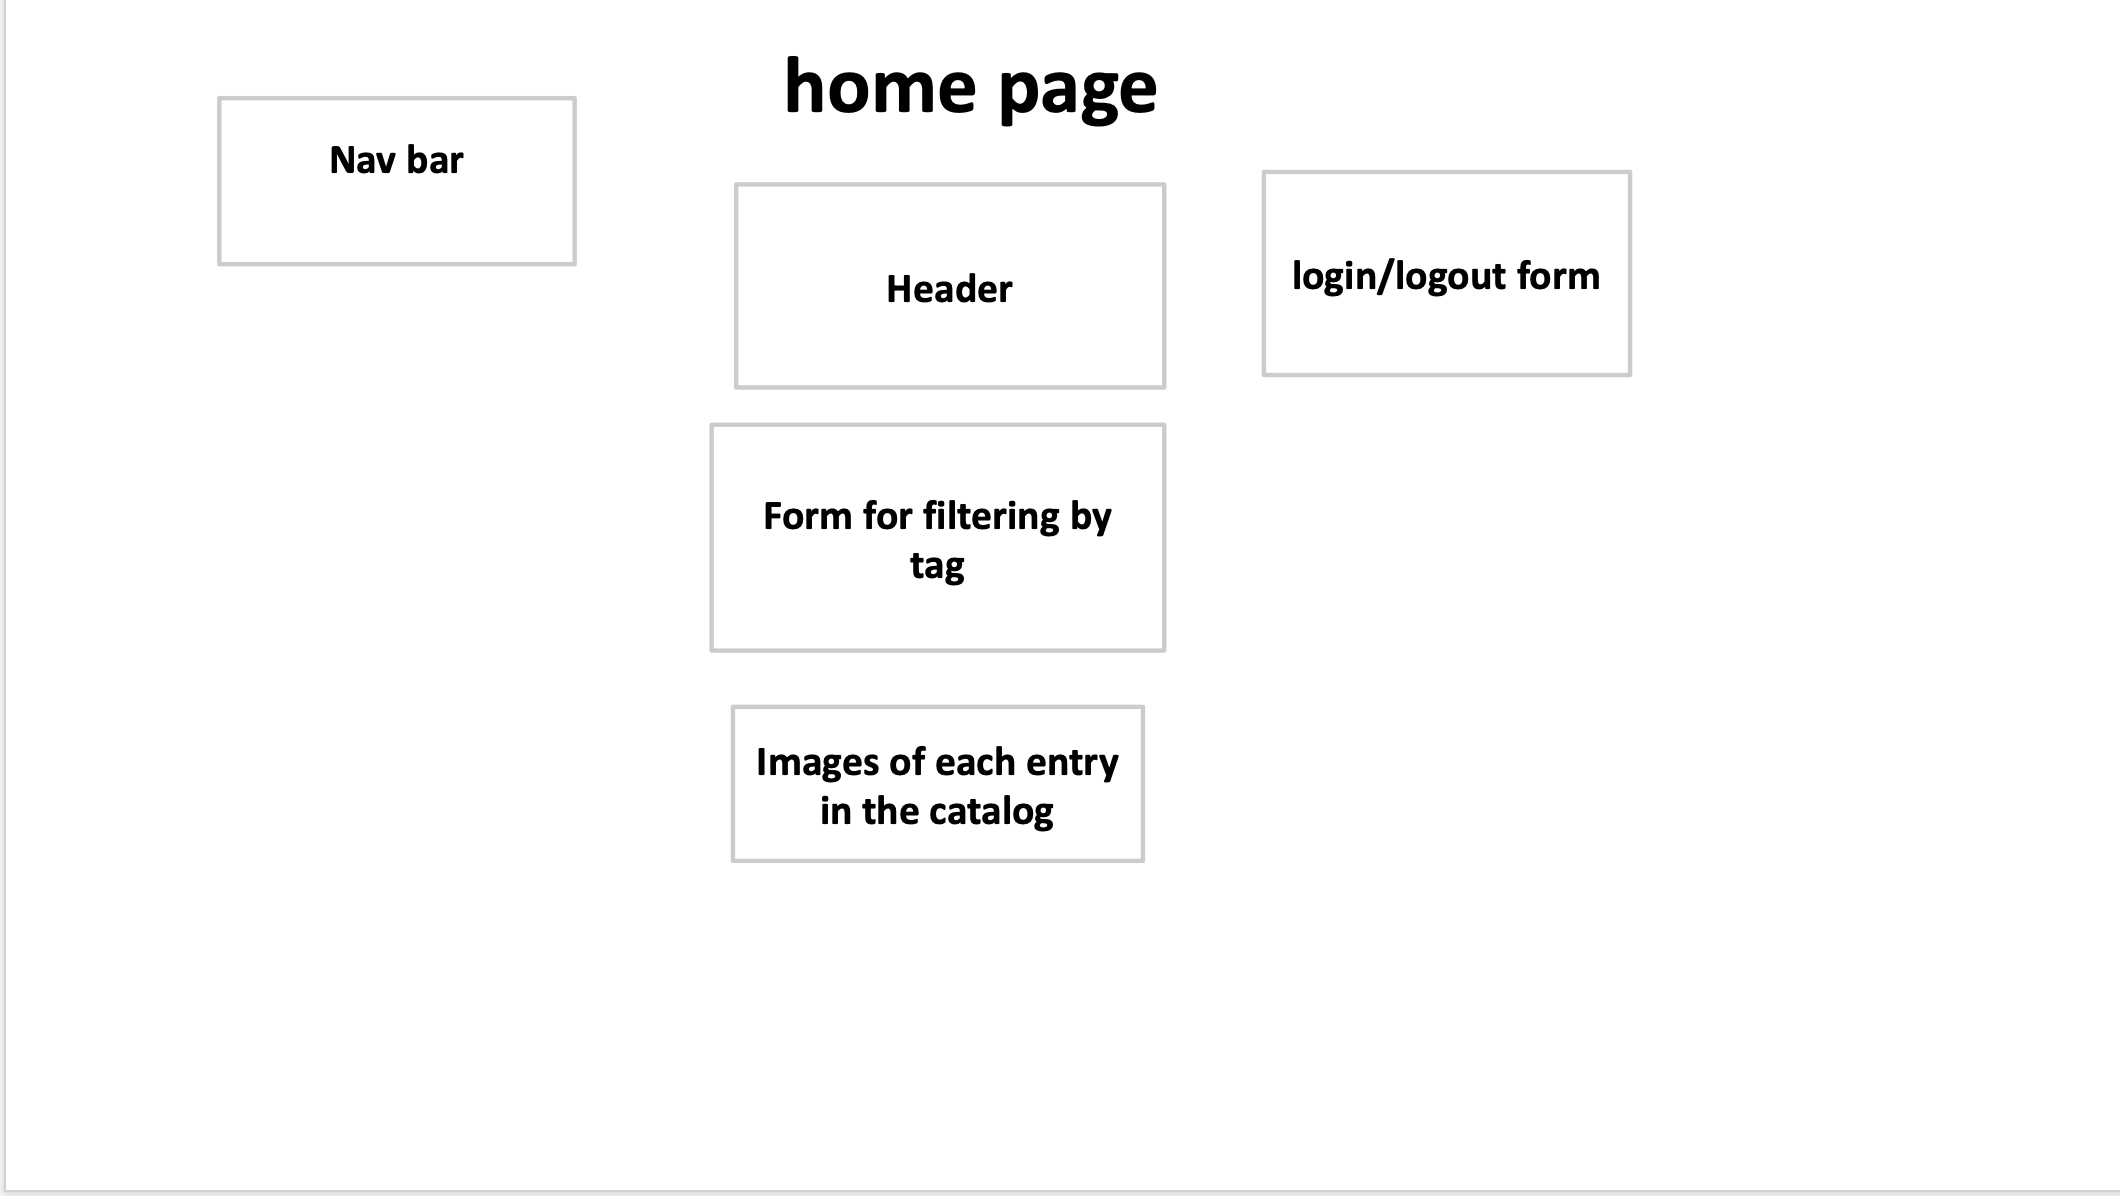 home page
Nav bar
Header
login/logout form
Form for filtering by
tag
Images of each entry
in the catalog